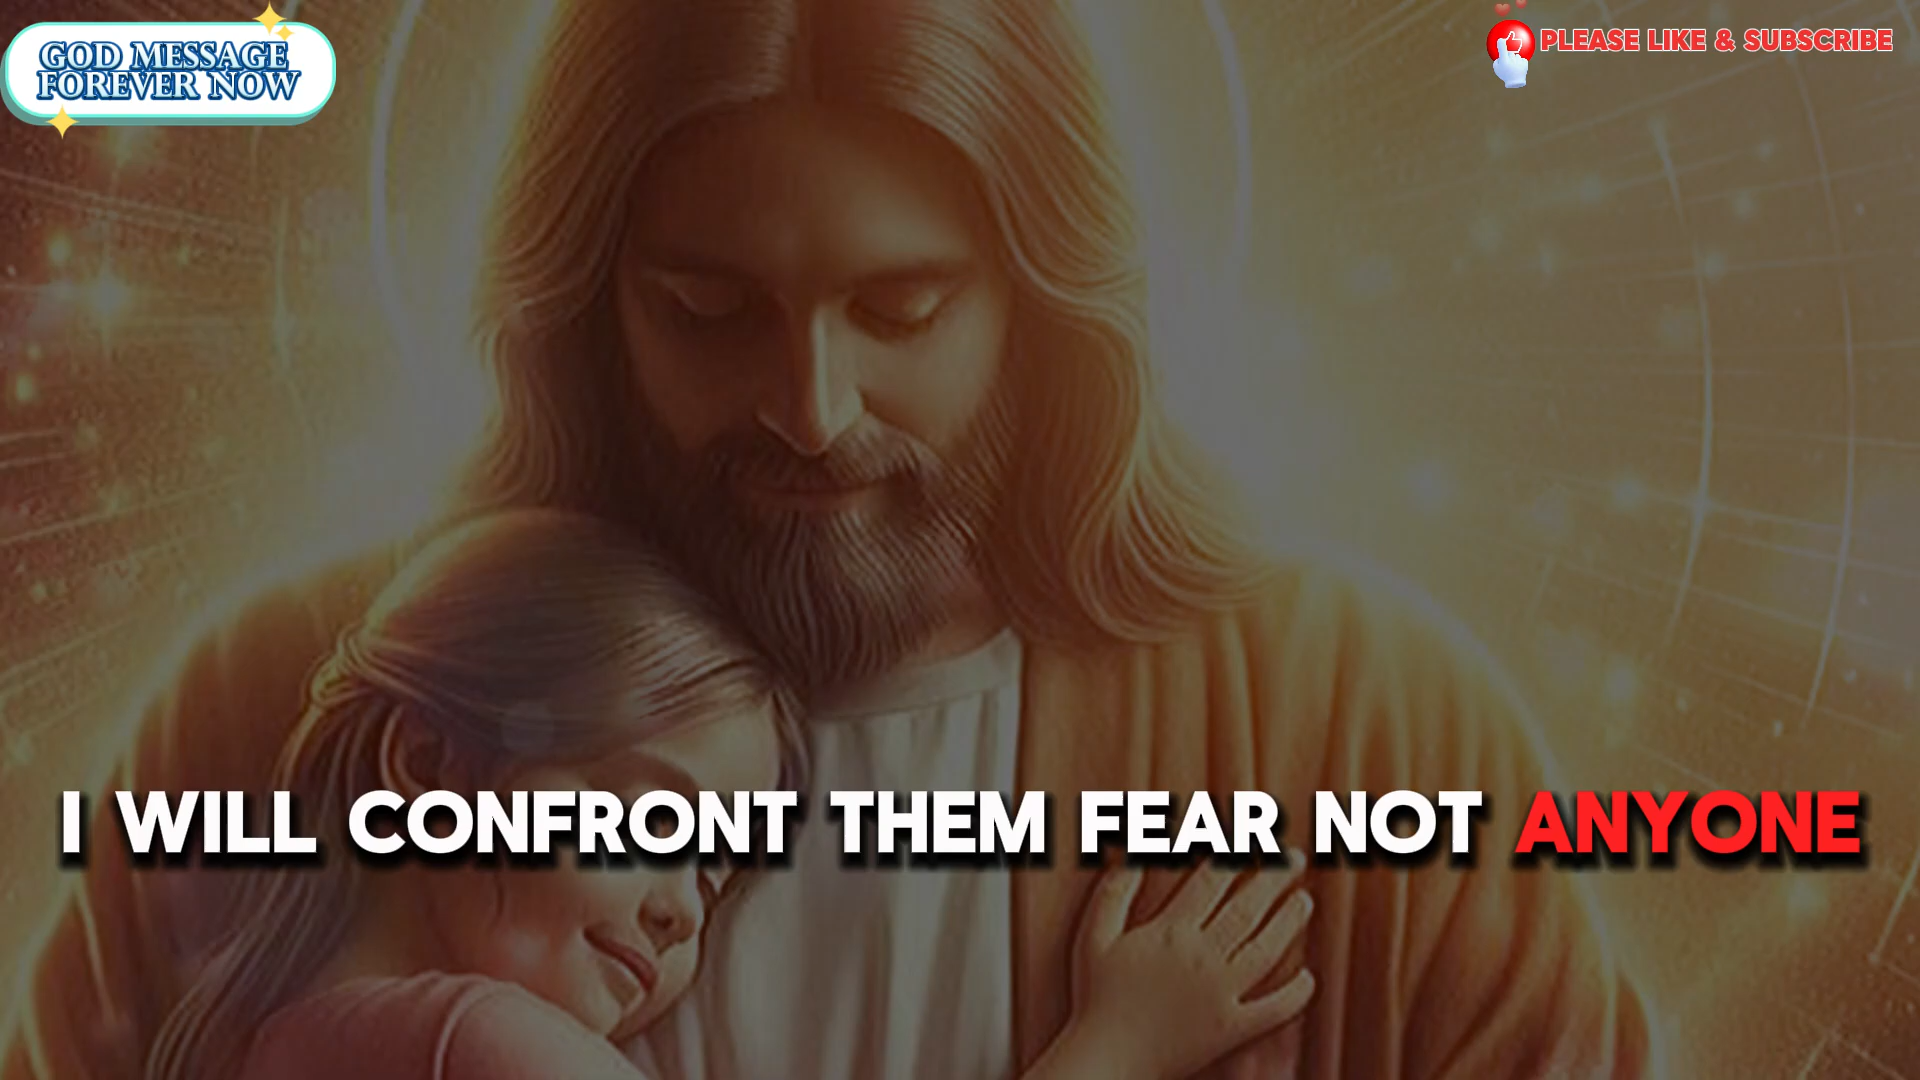 GOD MESSAGE
FOREVER NOW
PLEASE LIKE & SUBSCRIBE
I WILL CONFRONT THEM FEAR NOT ANYONE